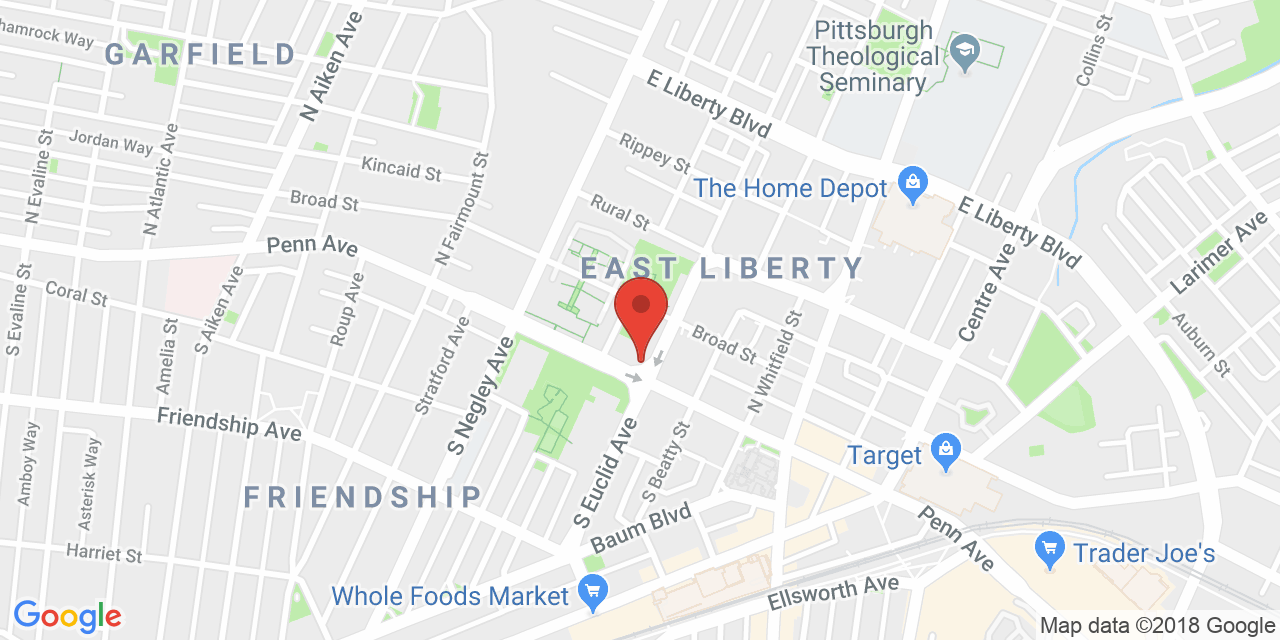 Shamrock Way
GARFIELD
N Aiken Ave
Pittsburgh
Theological
Seminary
Collins St
E Liberty Blvd
N Evaline St
Jordan Way
N Atlantic Ave
Kincaid St
Rippey St
The Home Depot
Broad St
N Fairmount St
Rural St
E Liberty Blvd
Penn Ave
EAST LIBERTY
Larimer Ave
Centre Ave
Coral St
S Evaline St
S Aiken Ave
Roup Ave
Amelia St
Stratford Ave
S Negley Ave
Broad St
N Whitfield St
Auburn St
Friendship Ave
Amboy Way
Asterisk Way
S Euclid Ave
S Beatty St
Target
FRIENDSHIP
Baum Blvd
Penn Ave
Harriet St
Trader Joe's
Whole Foods Market
Ellsworth Ave
Google
Map data ©2018 Google